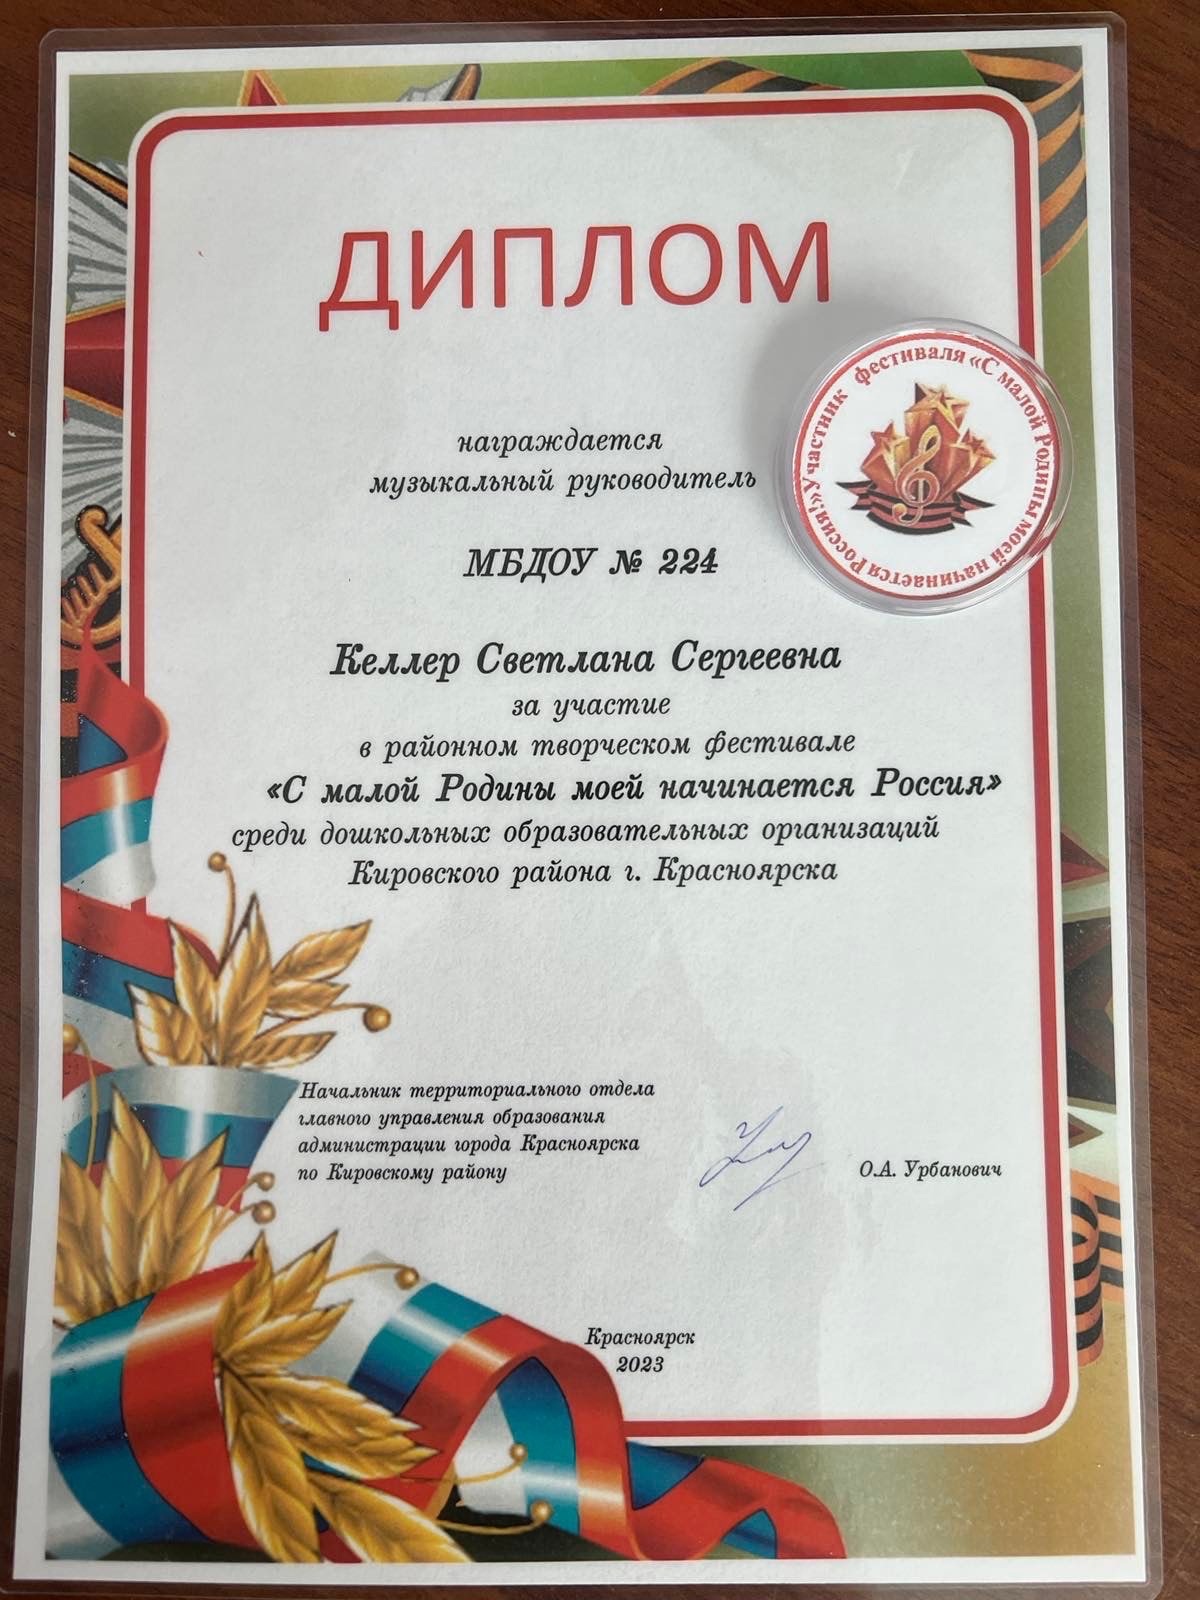 ДИПЛОМ
Участник фестиваля «С малой Родины моей начинается Россия!»
награждается
музыкальный руководитель
МБДОУ № 224
Келлер Светлана Сергеевна
за участие
в районном творческом фестивале
«С малой Родины моей начинается Россия»
среди дошкольных образовательных организаций
Кировского района г. Красноярска
Начальник территориального отдела
главного управления образования
администрации города Красноярска
по Кировскому району
О.А. Урбанович
Красноярск
2023